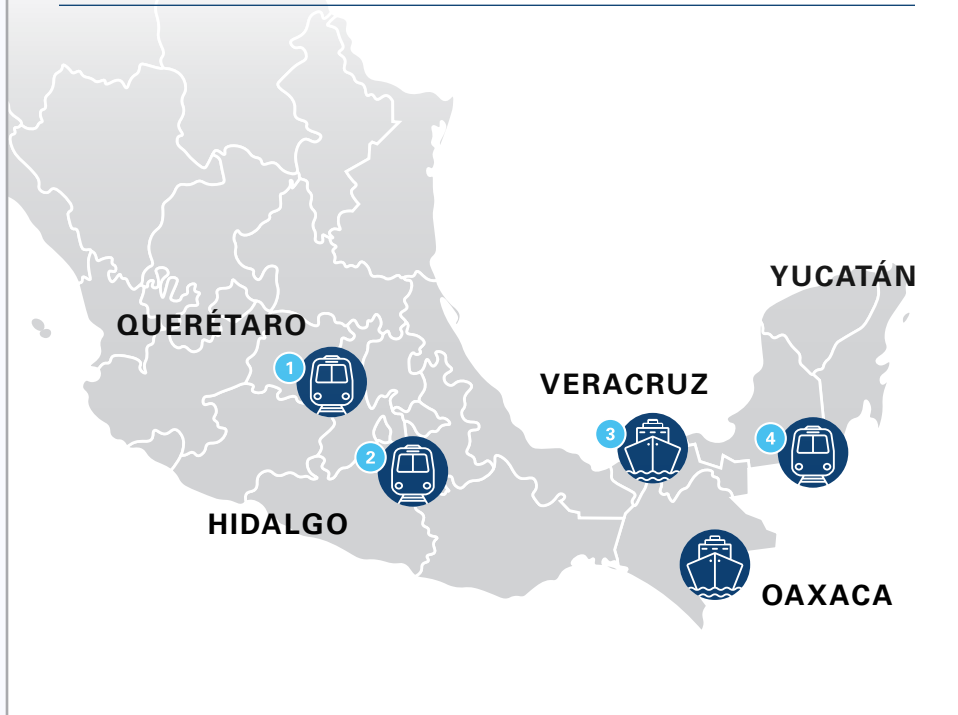 YUCATÁN
QUERÉTARO
1
VERACRUZ
3
4
2
HIDALGO
OAXACA